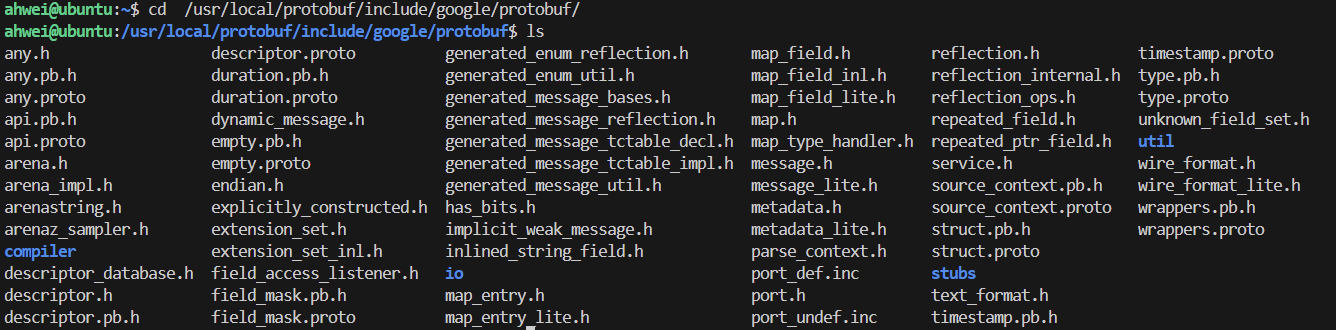 ahwei@ubuntu:~$ cd  /usr/local/protobuf/include/google/protobuf/
ahwei@ubuntu:/usr/local/protobuf/include/google/protobuf$ ls
any.h descriptor.proto generated_enum_reflection.h map_field.h reflection.h timestamp.proto
any.pb.h duration.pb.h generated_enum_util.h map_field_inl.h reflection_internal.h type.pb.h
any.proto duration.proto generated_message_bases.h map_field_lite.h reflection_ops.h type.proto
api.pb.h dynamic_message.h generated_message_reflection.h map.h repeated_field.h unknown_field_set.h
api.proto empty.pb.h generated_message_tctable_decl.h map_type_handler.h repeated_ptr_field.h util
arena.h empty.proto generated_message_tctable_impl.h message.h service.h wire_format.h
arena_impl.h endian.h generated_message_util.h message_lite.h source_context.pb.h wire_format_lite.h
arenastring.h explicitly_constructed.h has_bits.h metadata.h source_context.proto wrappers.pb.h
arenaz_sampler.h extension_set.h implicit_weak_message.h metadata_lite.h struct.pb.h wrappers.proto
compiler extension_set_inl.h inlined_string_field.h parse_context.h struct.proto
descriptor_database.h field_access_listener.h io port_def.inc stubs
descriptor.h field_mask.pb.h map_entry.h port.h text_format.h
descriptor.pb.h field_mask.proto map_entry_lite.h port_undef.inc timestamp.pb.h